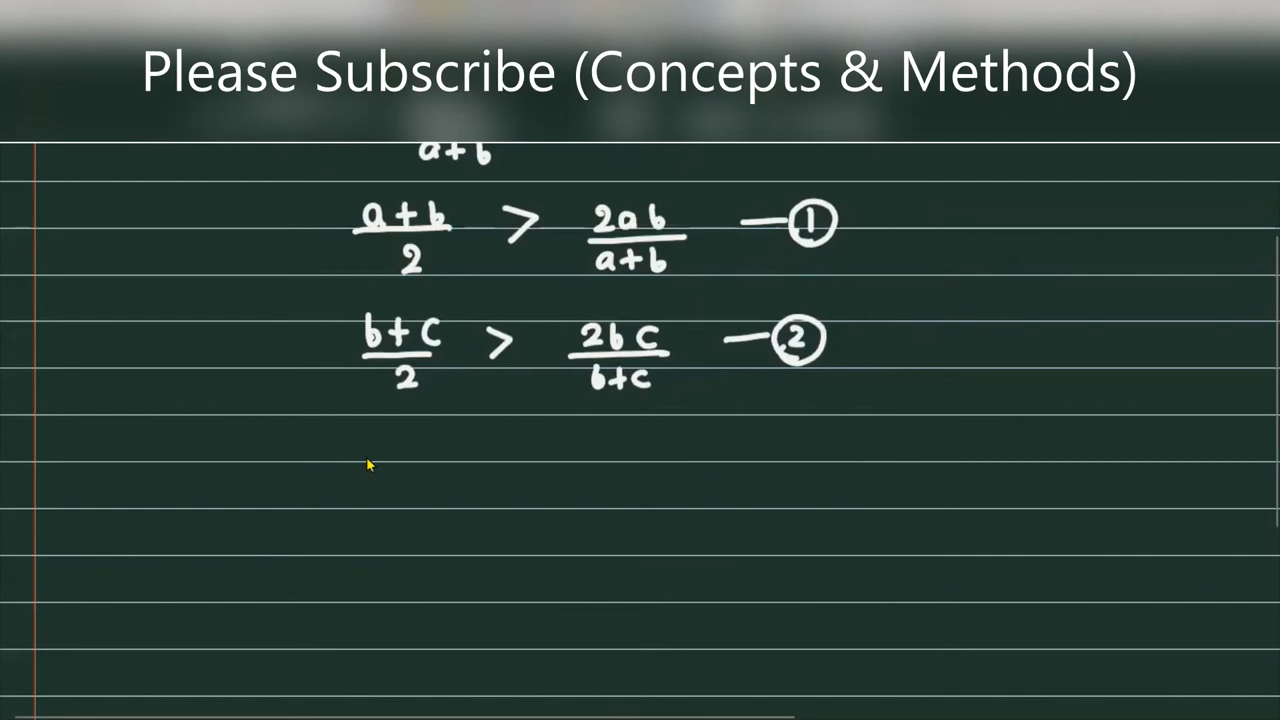 Please Subscribe (Concepts & Methods)
a+b
a+b/2 > 2ab/a+b —①
b+c/2 > 2bc/b+c —②